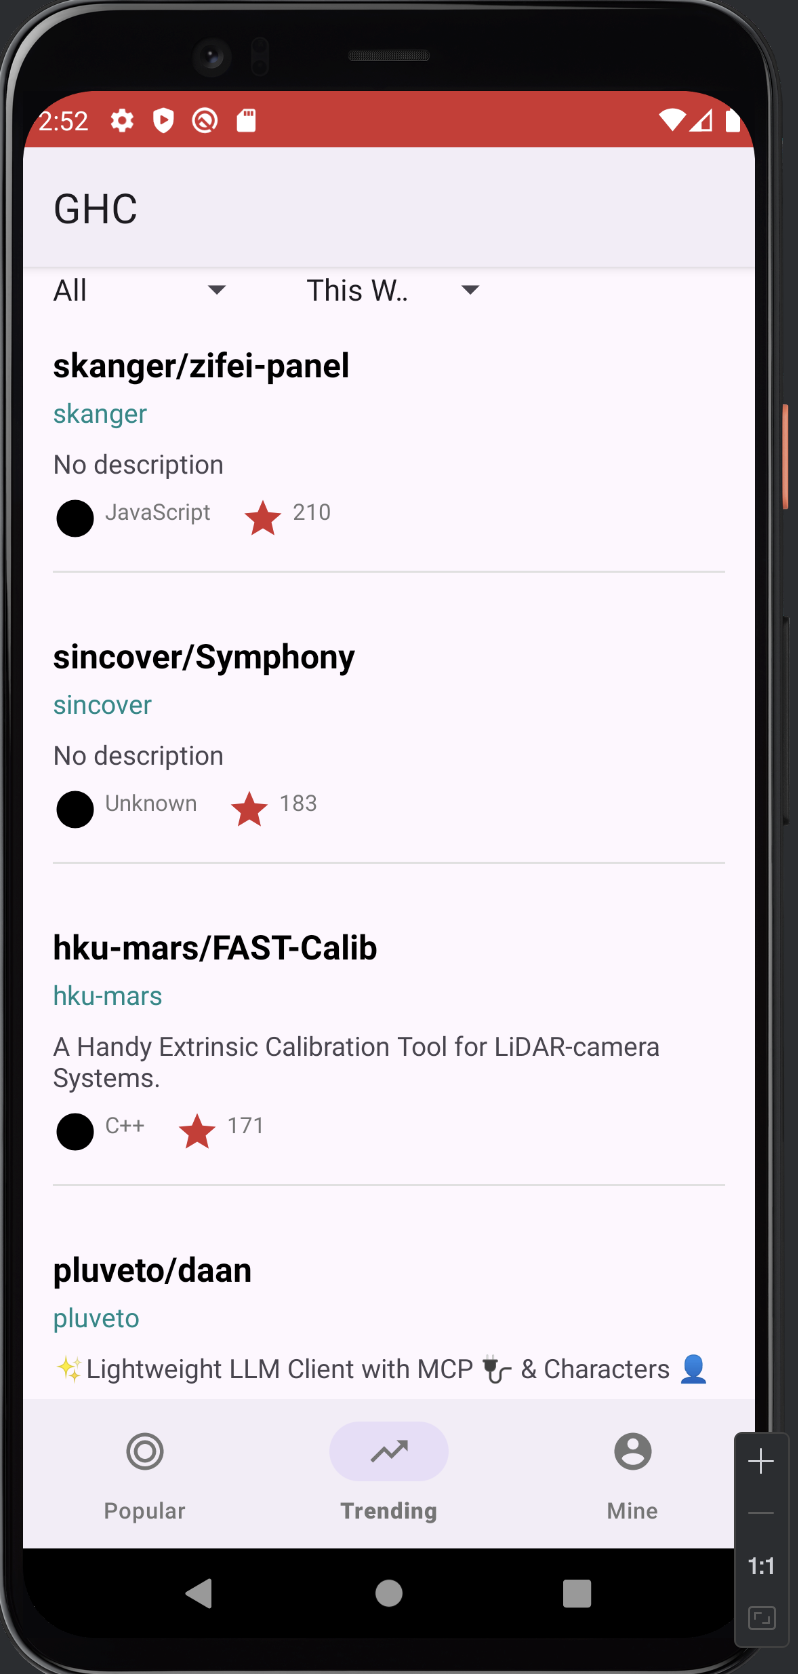 2:52
GHC
All
This W..
skanger/zifei-panel
skanger
No description
JavaScript 210
sincover/Symphony
sincover
No description
Unknown 183
hku-mars/FAST-Calib
hku-mars
A Handy Extrinsic Calibration Tool for LiDAR-camera
Systems.
C++ 171
pluveto/daan
pluveto
✨Lightweight LLM Client with MCP 🔌 & Characters 👤
Popular
Trending
Mine
1:1